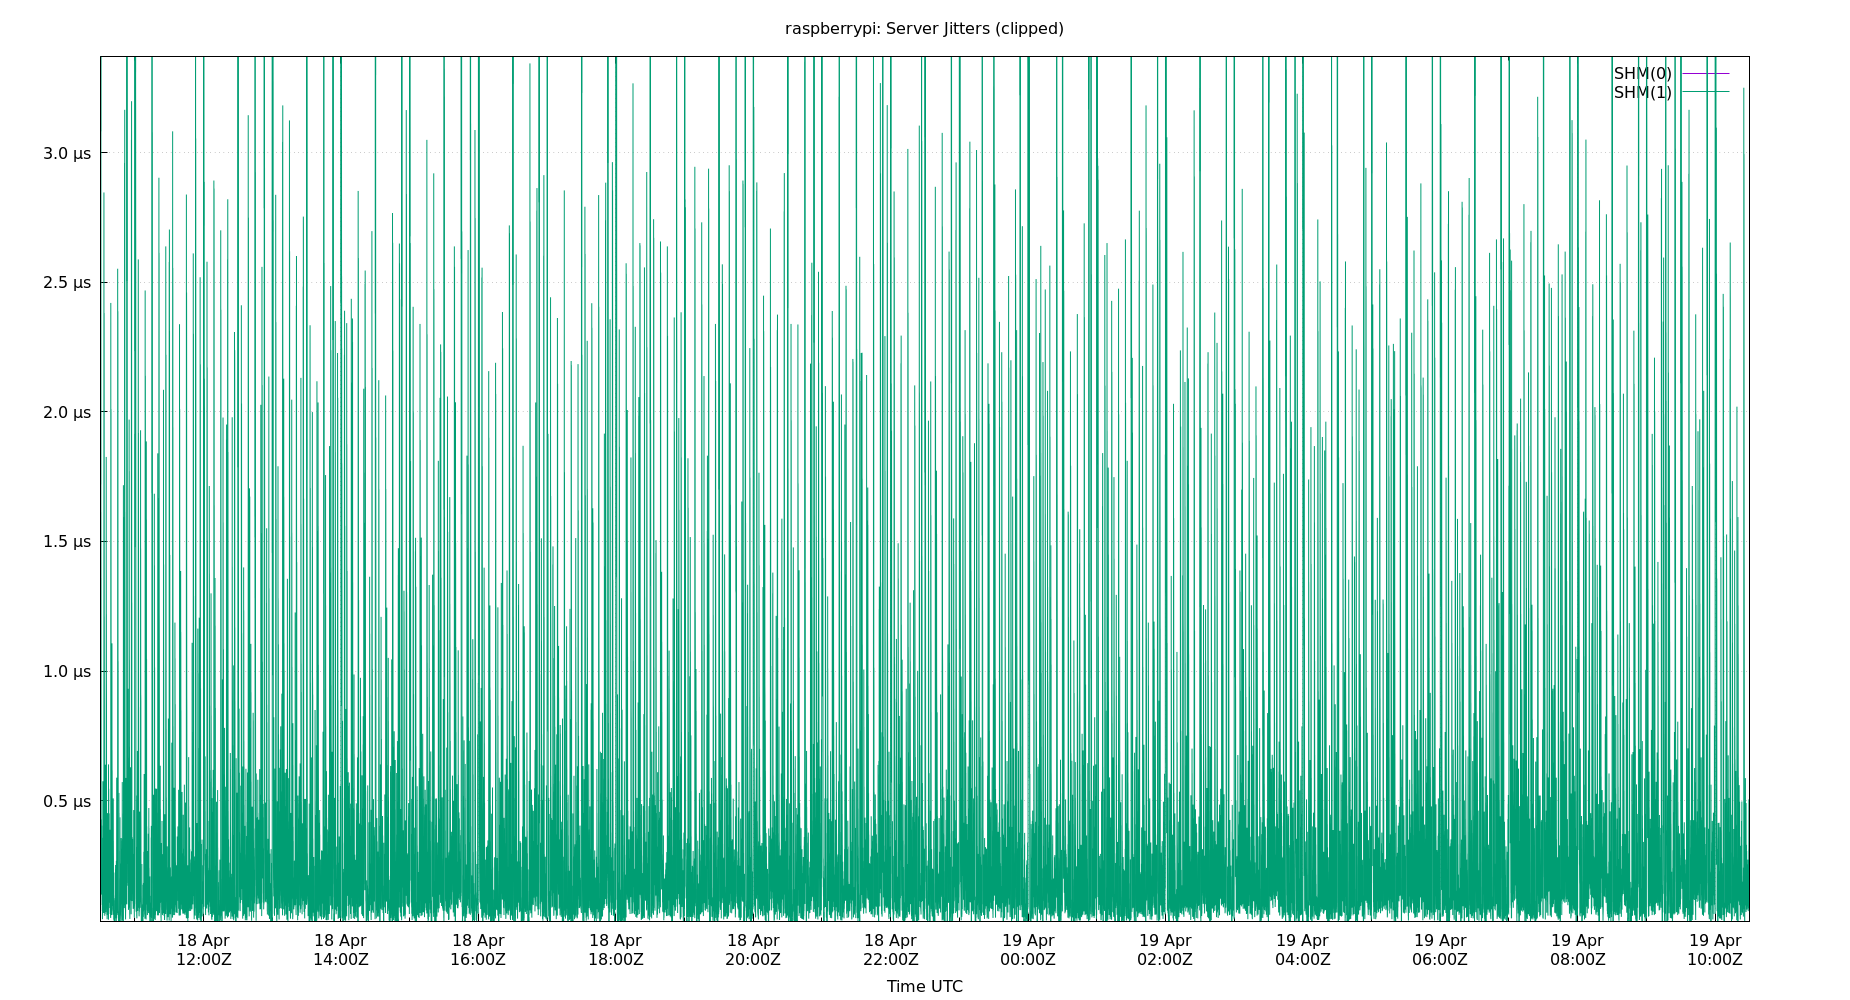 raspberrypi: Server Jitters (clipped)
SHM(0)
SHM(1)
3.0 µs
2.5 µs
2.0 µs
1.5 µs
1.0 µs
0.5 µs
18 Apr 18 Apr 18 Apr 18 Apr 18 Apr 18 Apr 19 Apr 19 Apr 19 Apr 19 Apr 19 Apr 19 Apr
12:00Z 14:00Z 16:00Z 18:00Z 20:00Z 22:00Z 00:00Z 02:00Z 04:00Z 06:00Z 08:00Z 10:00Z
Time UTC